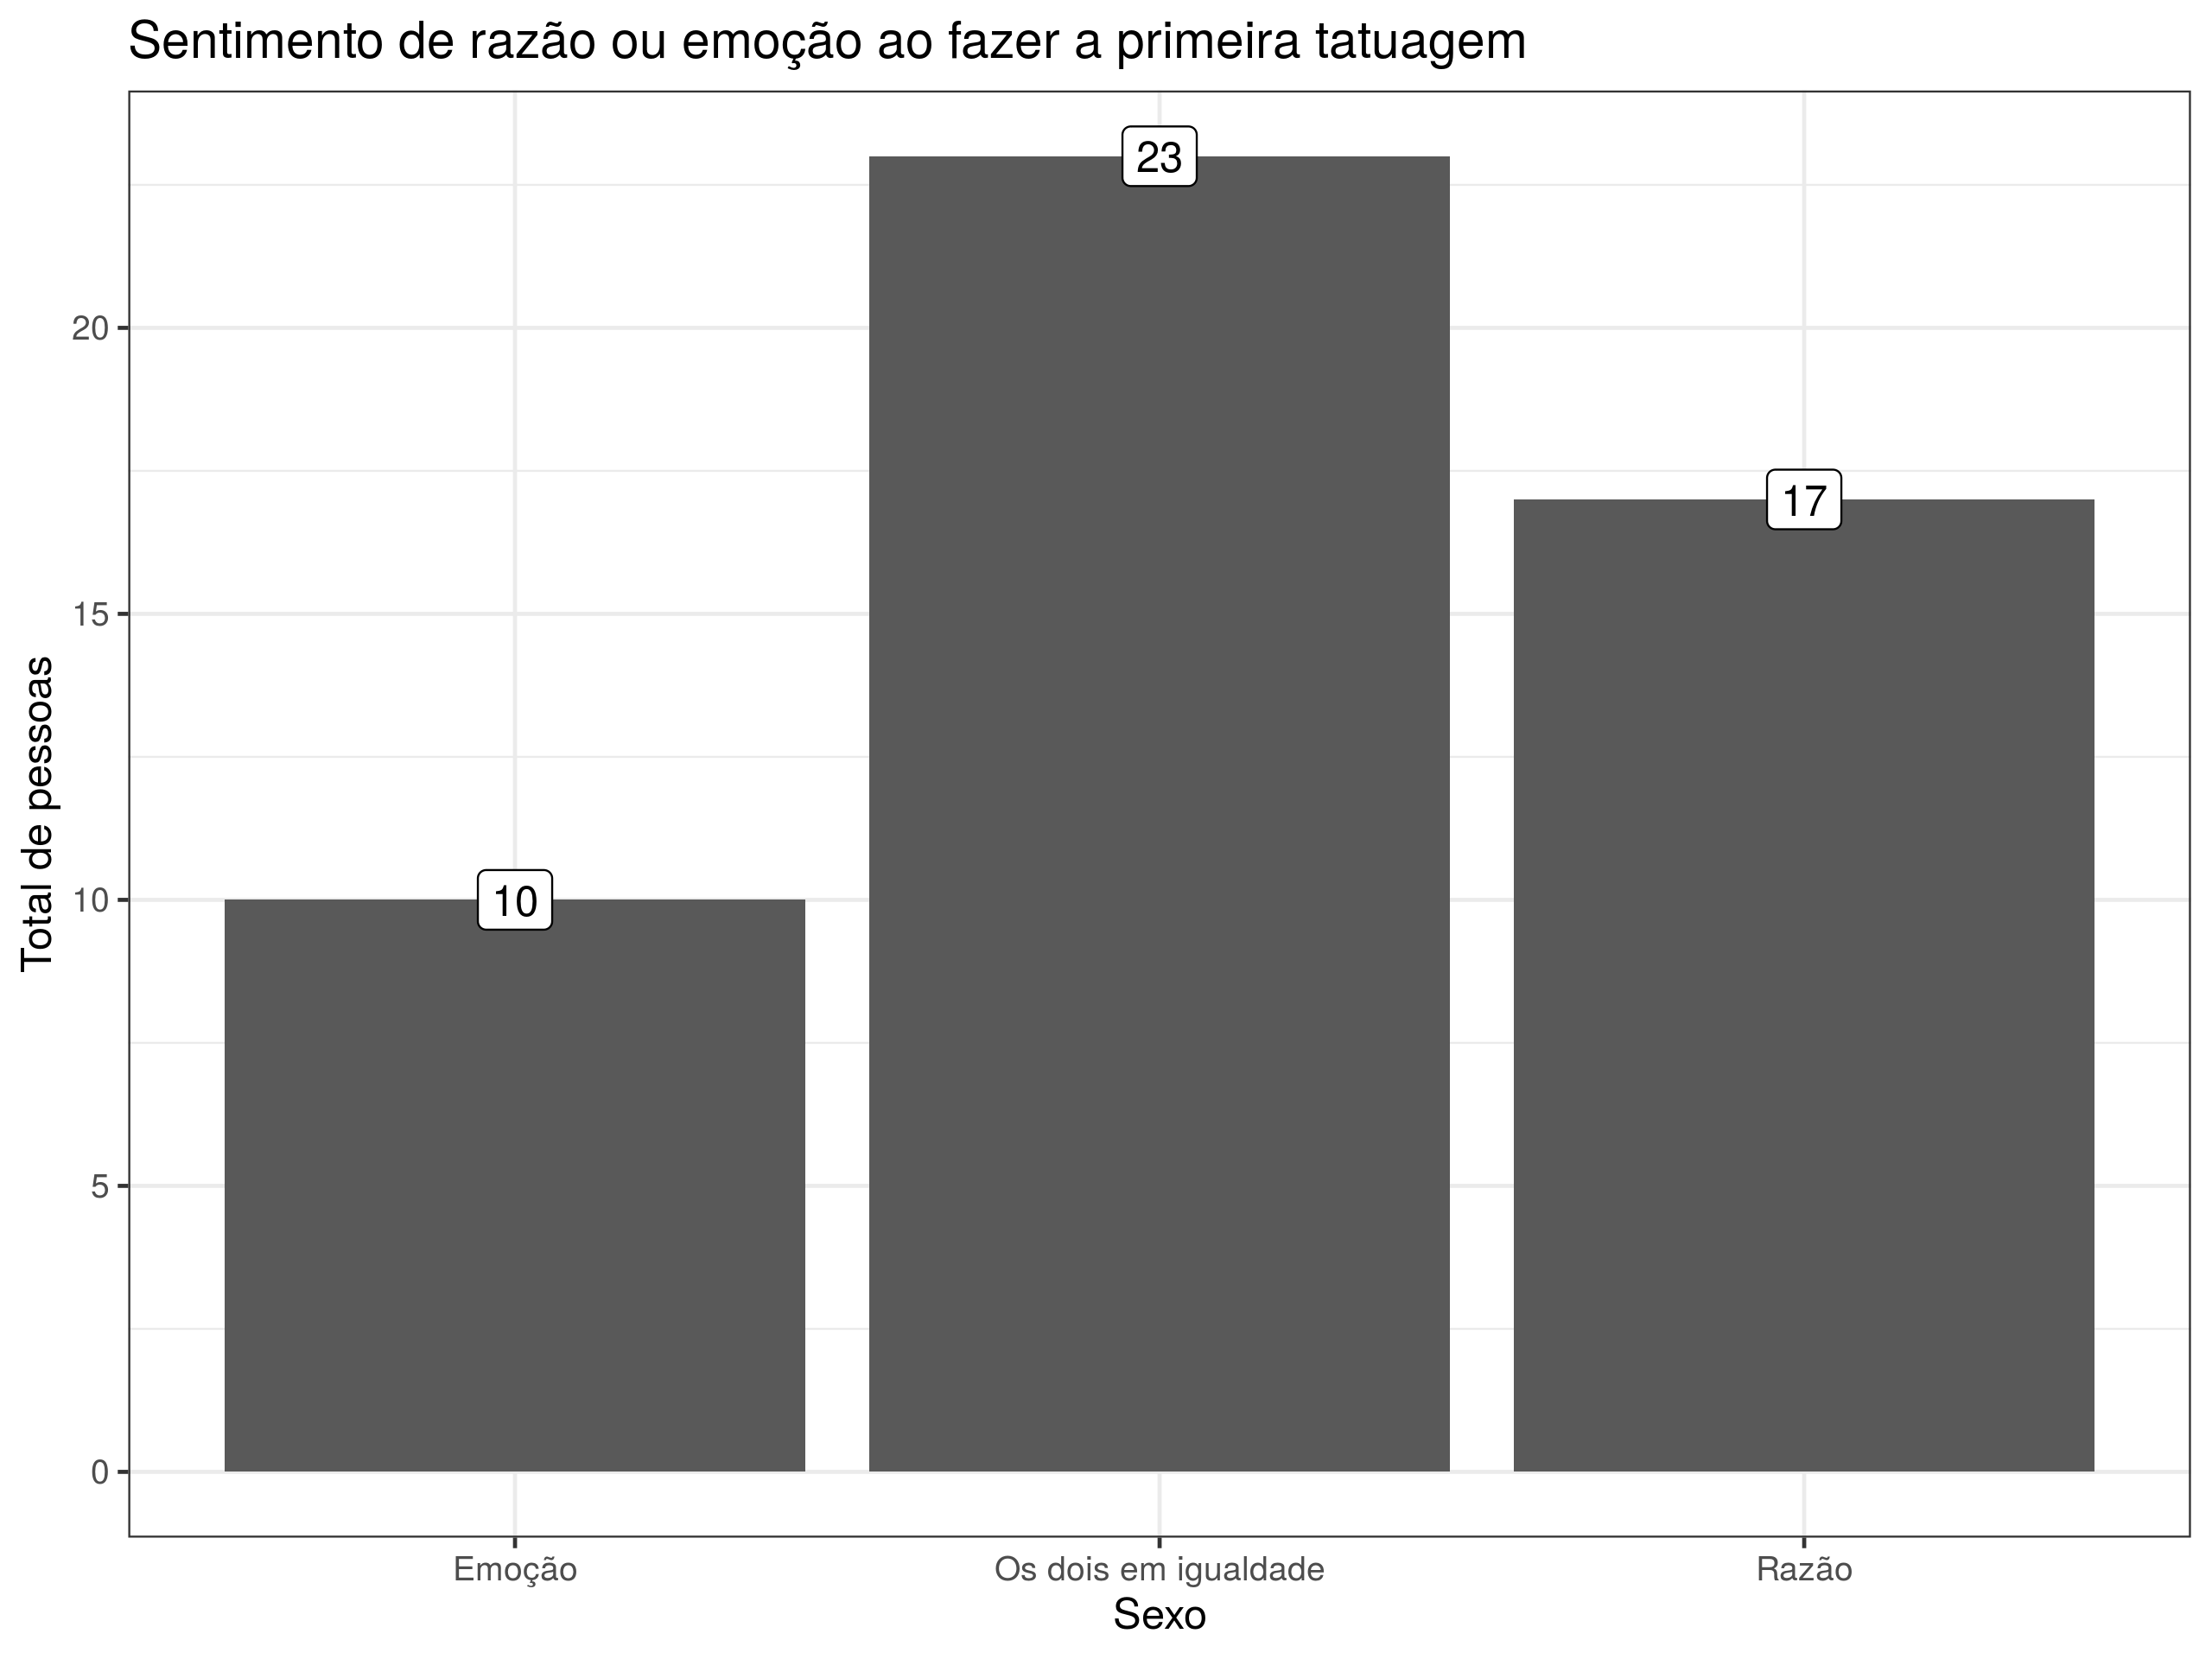 Sentimento de razão ou emoção ao fazer a primeira tatuagem
Total de pessoas
20
15
10
5
0
10
23
17
Emoção
Os dois em igualdade
Razão
Sexo